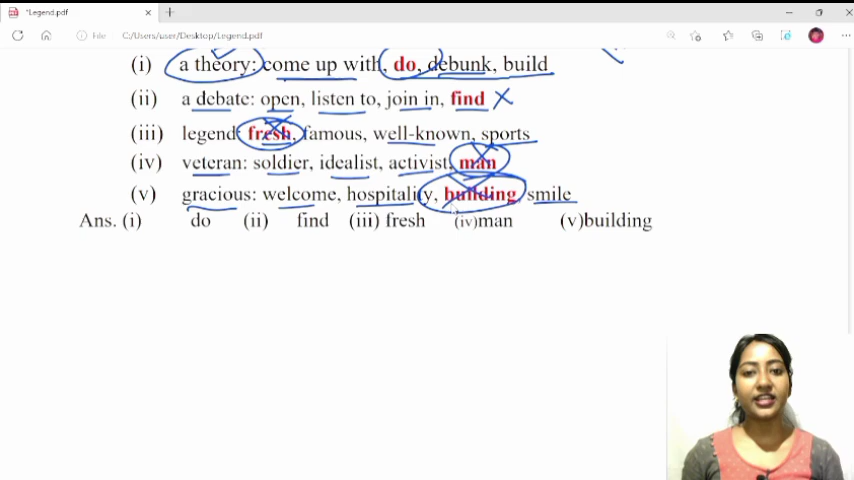 *Legend.pdf
File C:/Users/user/Desktop/Legend.pdf
(i) a theory: come up with, do, debunk, build
(ii) a debate: open, listen to, join in, find
(iii) legend: fresh, famous, well-known, sports
(iv) veteran: soldier, idealist, activist, man
(v) gracious: welcome, hospitality, building, smile
Ans. (i) do (ii) find (iii) fresh (iv)man (v)building